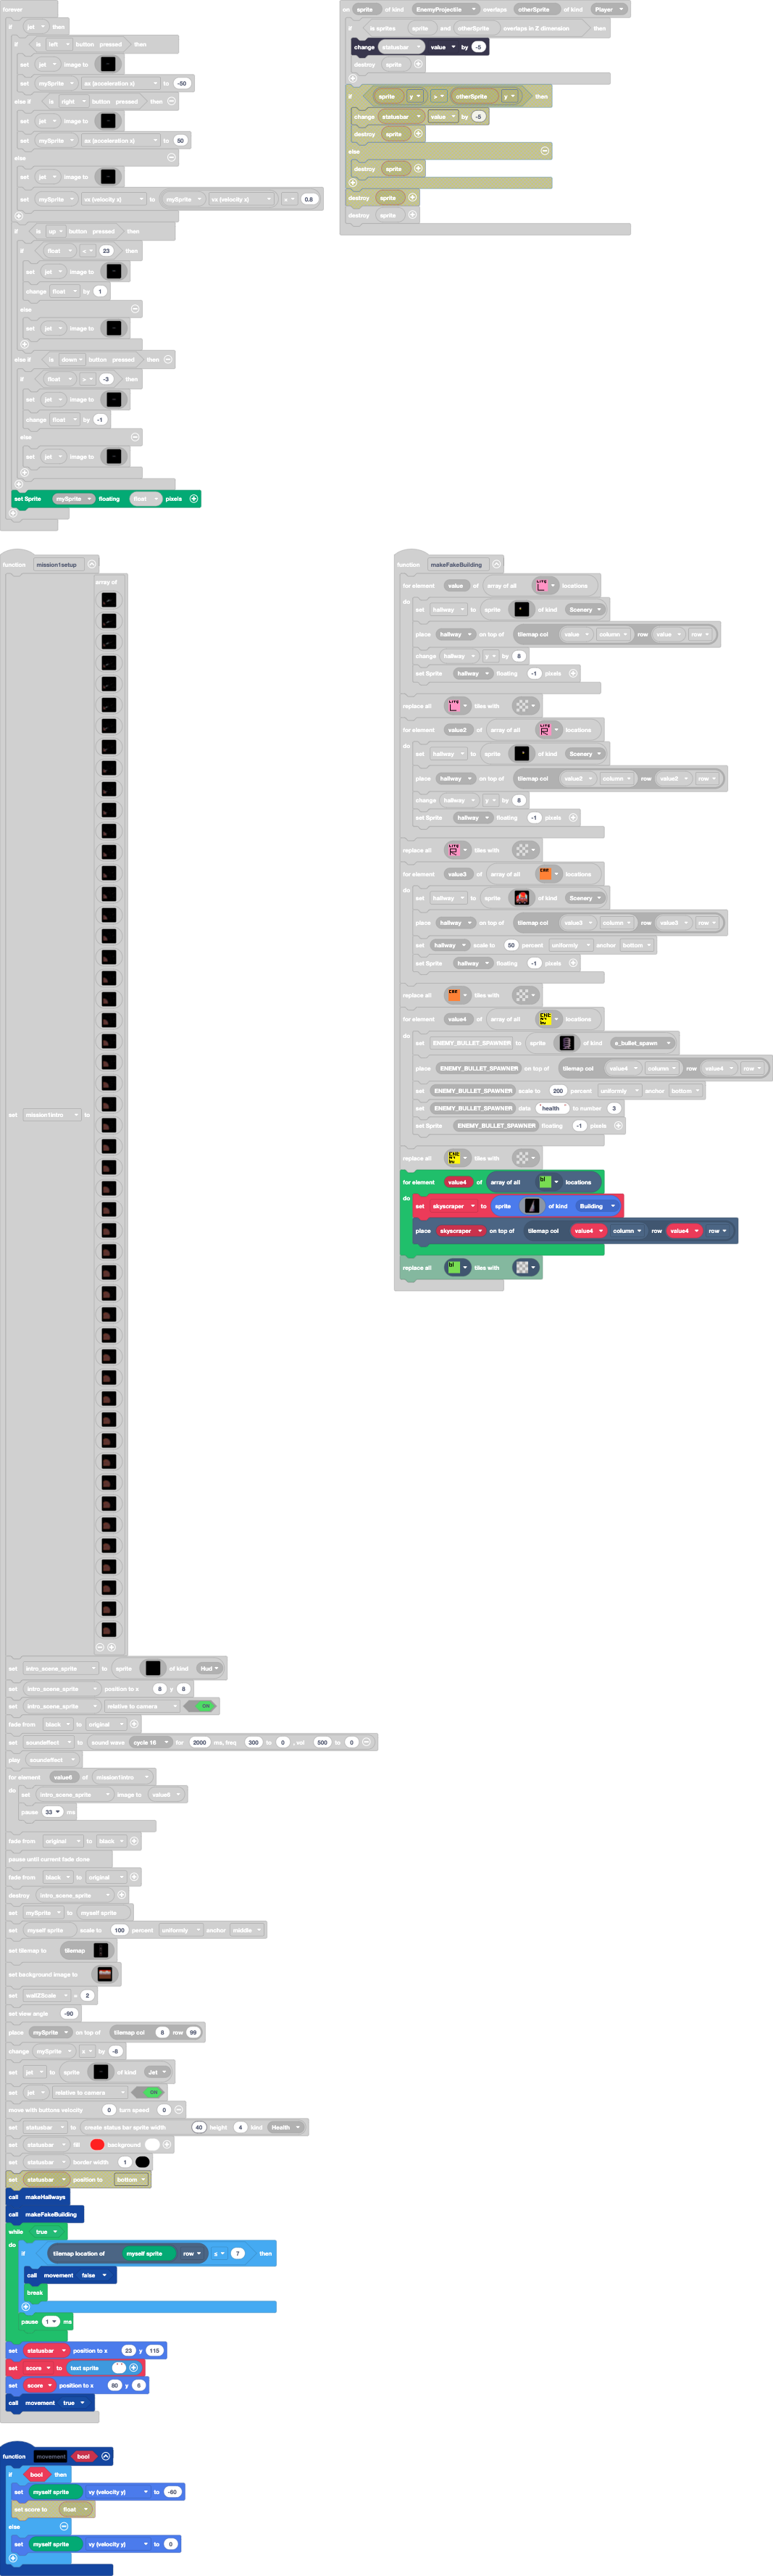 forever
if jet then
if is left button pressed then
set jet image to
set mySprite ax (acceleration x) to -50
else if is right button pressed then
set jet image to
set mySprite ax (acceleration x) to 50
else
set jet image to
set mySprite vx (velocity x) to mySprite vx (velocity x) 0.8
if is up button pressed then
if float < 23 then
set jet image to
change float by 1
else
set jet image to
else if is down button pressed then
if float > -3 then
set jet image to
change float by -1
else
set jet image to
set Sprite mySprite floating float pixels
on sprite of kind EnemyProjectile overlaps otherSprite of kind Player
if is sprites sprite and otherSprite overlaps in Z dimension then
change statusbar value by -5
destroy sprite
if sprite y > otherSprite y then
change statusbar value by -5
destroy sprite
else
destroy sprite
destroy sprite
destroy sprite
function mission1setup
array of
set mission1intro to
set intro_scene_sprite to sprite of kind Hud
set intro_scene_sprite position to x 8 y 8
set intro_scene_sprite relative to camera ON
fade from black to original
set soundeffect to sound wave cycle 16 for 2000 ms, freq 300 to 0 , vol 500 to 0
play soundeffect
for element value6 of mission1intro
do set intro_scene_sprite image to value6
pause 33 ms
fade from original to black
pause until current fade done
fade from black to original
destroy intro_scene_sprite
set mySprite to myself sprite
set myself sprite scale to 100 percent uniformly anchor middle
set tilemap to tilemap
set background image to
set wallZScale = 2
set view angle -90
place mySprite on top of tilemap col 8 row 99
change mySprite x by -8
set jet to sprite of kind Jet
set jet relative to camera ON
move with buttons velocity 0 turn speed 0
set statusbar to create status bar sprite width 40 height 4 kind Health
set statusbar fill background
set statusbar border width 1
set statusbar position to bottom
call makeHallways
call makeFakeBuilding
while true
do if tilemap location of myself sprite row ≤ 7 then
call movement false
break
pause 1 ms
set statusbar position to x 23 y 115
set score to text sprite " "
set score position to x 80 y 6
call movement true
function makeFakeBuilding
for element value of array of all locations
do set hallway to sprite of kind Scenery
place hallway on top of tilemap col value column row value row
change hallway y by 8
set Sprite hallway floating -1 pixels
replace all tiles with
for element value2 of array of all locations
do set hallway to sprite of kind Scenery
place hallway on top of tilemap col value2 column row value2 row
change hallway y by 8
set Sprite hallway floating -1 pixels
replace all tiles with
for element value3 of array of all locations
do set hallway to sprite of kind Scenery
place hallway on top of tilemap col value3 column row value3 row
set hallway scale to 50 percent uniformly anchor bottom
set Sprite hallway floating -1 pixels
replace all tiles with
for element value4 of array of all locations
do set ENEMY_BULLET_SPAWNER to sprite of kind e_bullet_spawn
place ENEMY_BULLET_SPAWNER on top of tilemap col value4 column row value4 row
set ENEMY_BULLET_SPAWNER scale to 200 percent uniformly anchor bottom
set ENEMY_BULLET_SPAWNER data "health" to number 3
set Sprite ENEMY_BULLET_SPAWNER floating -1 pixels
replace all tiles with
for element value4 of array of all bl locations
do set skyscraper to sprite of kind Building
place skyscraper on top of tilemap col value4 column row value4 row
replace all bl tiles with
function movement bool
if bool then
set myself sprite vy (velocity y) to -60
set score to float
else
set myself sprite vy (velocity y) to 0